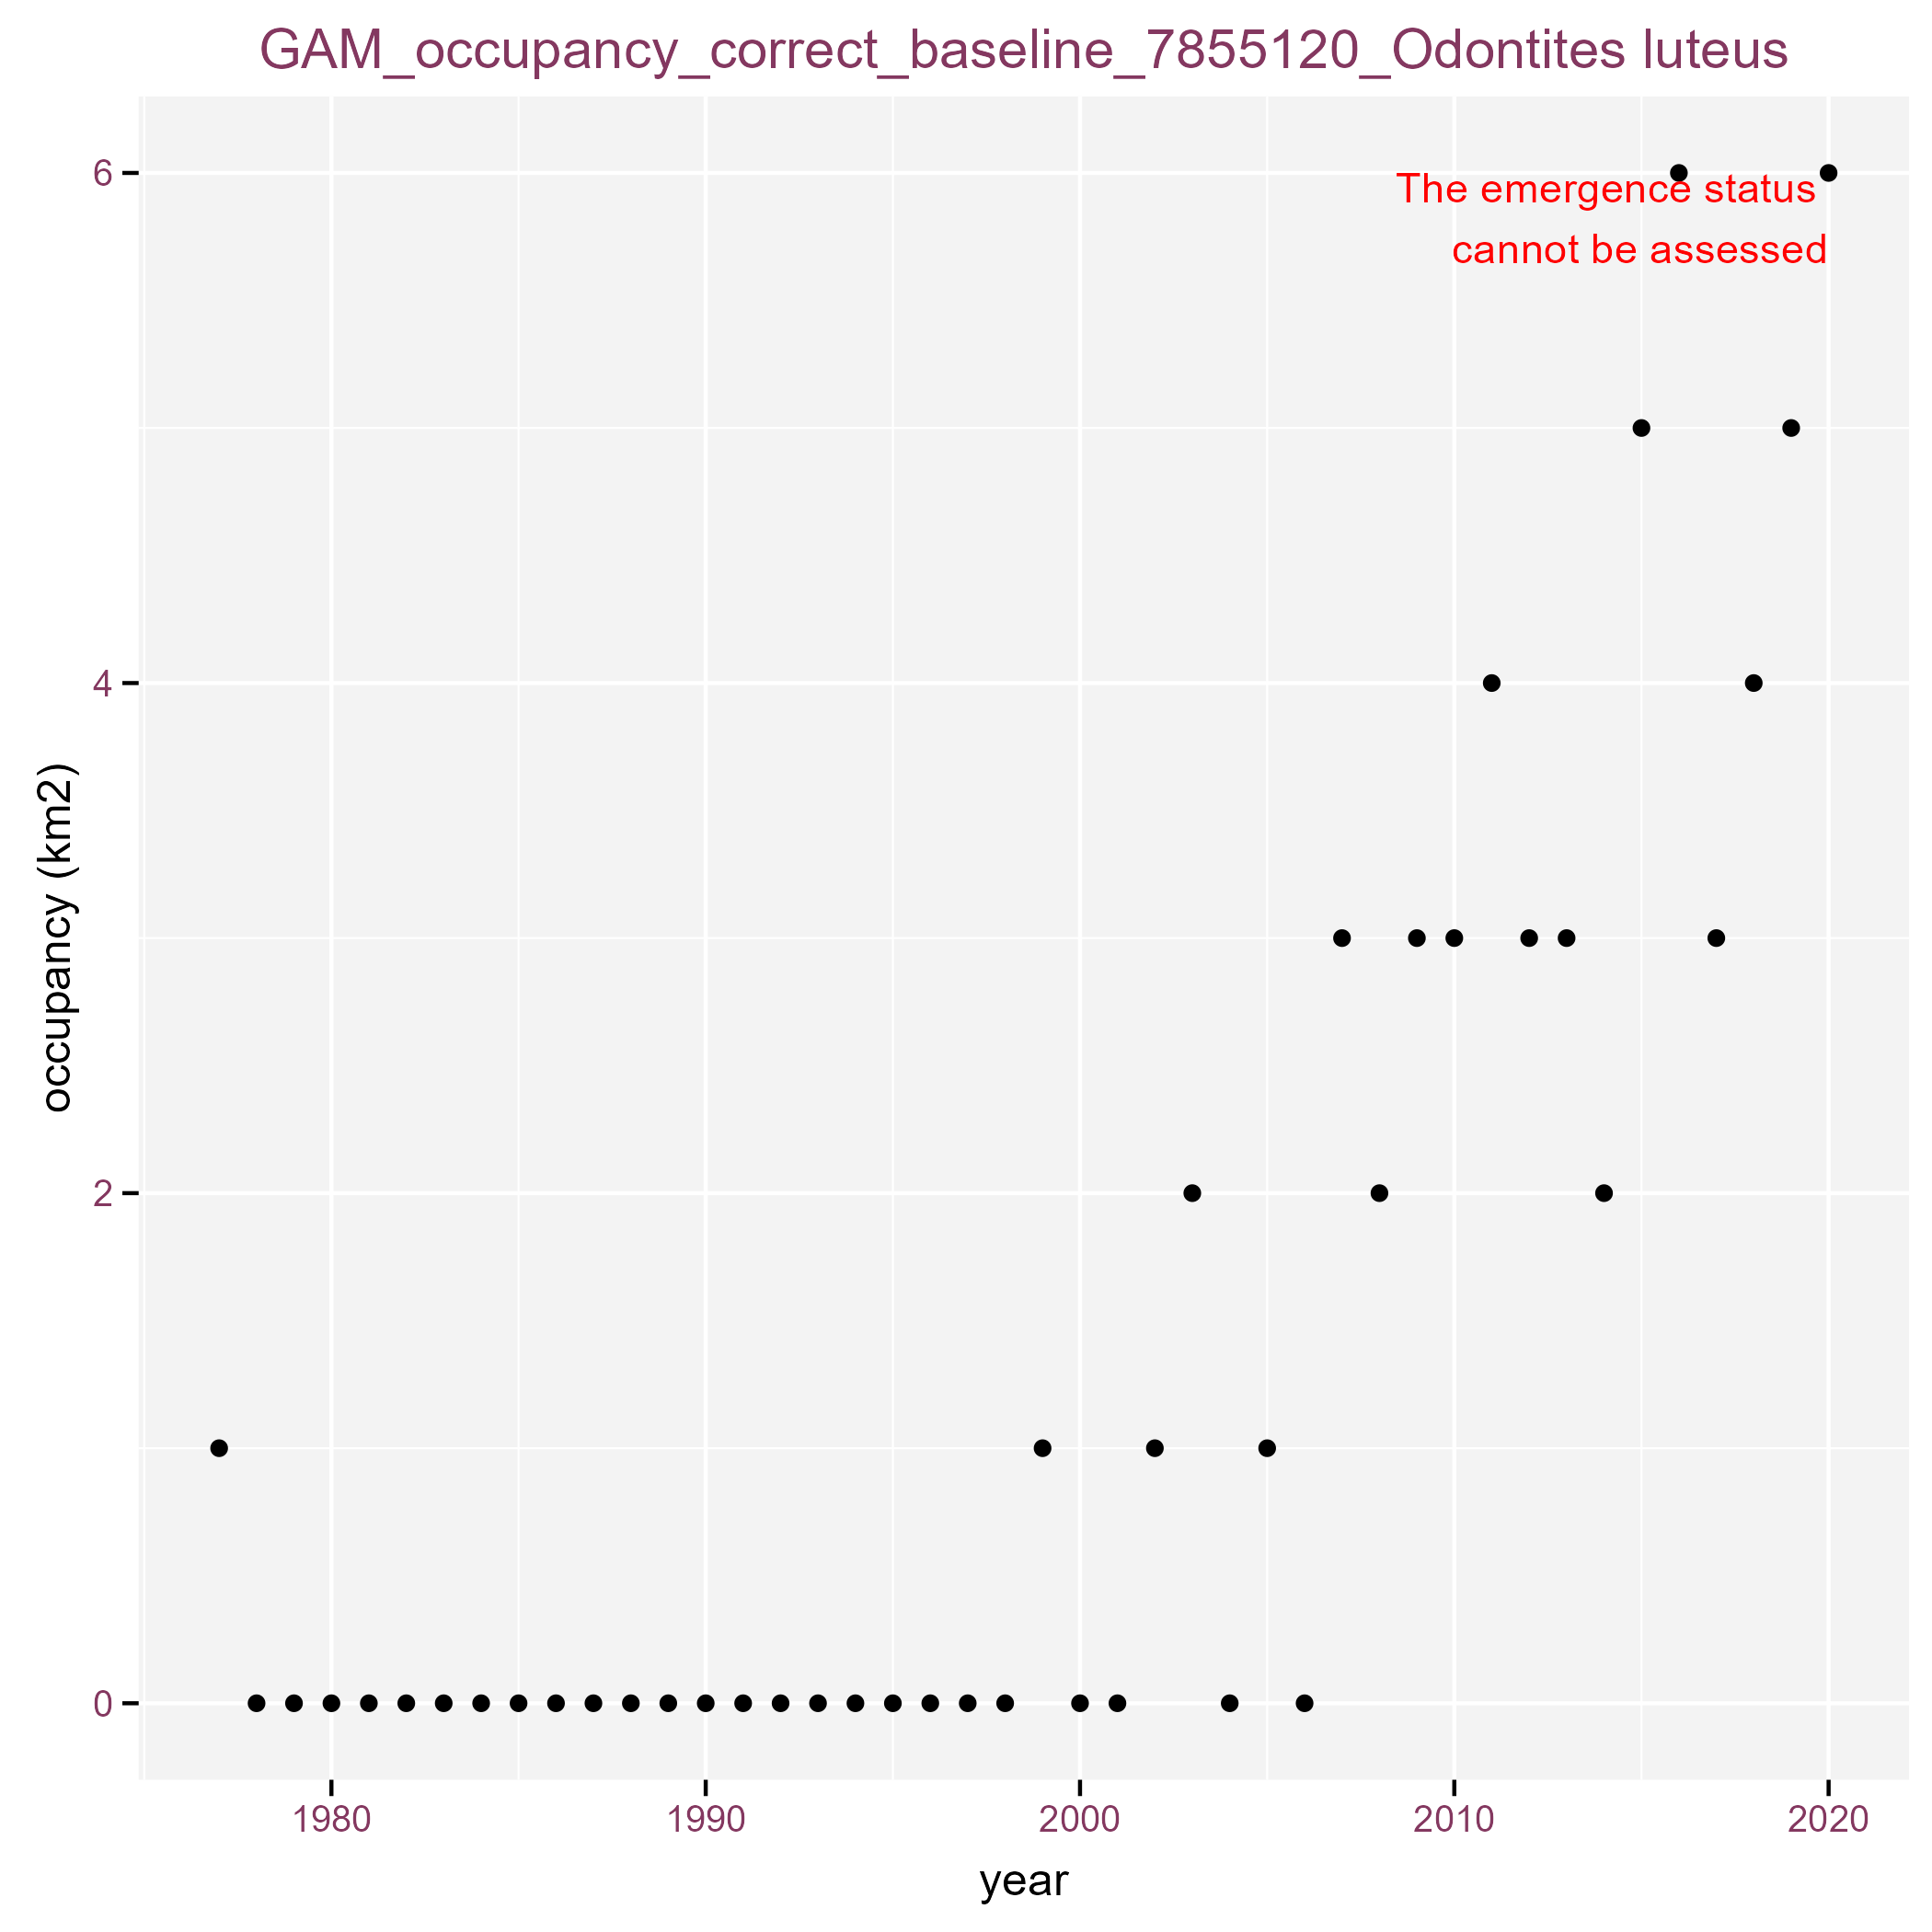 GAM_occupancy_correct_baseline_7855120_Odontites luteus
6
The emergence status
cannot be assessed
4
occupancy (km2)
2
0
1980 1990 2000 2010 2020
year